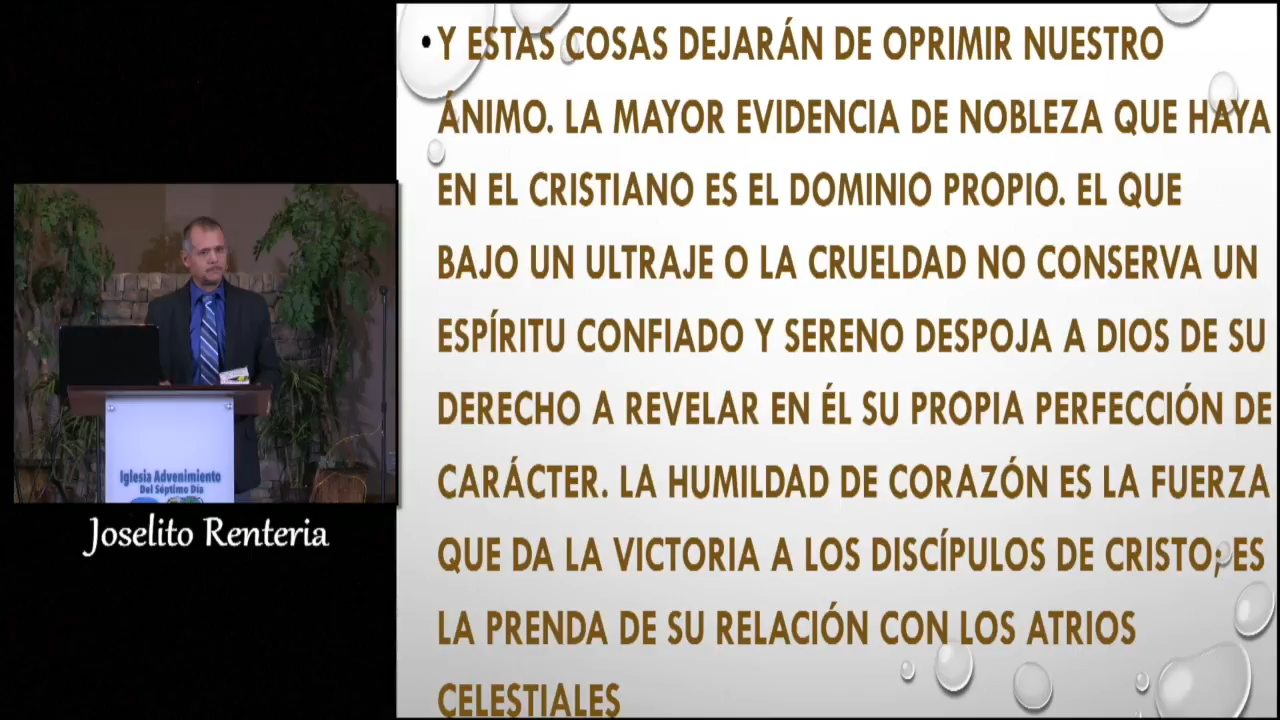 • Y ESTAS COSAS DEJARÁN DE OPRIMIR NUESTRO
ÁNIMO. LA MAYOR EVIDENCIA DE NOBLEZA QUE HAYA
EN EL CRISTIANO ES EL DOMINIO PROPIO. EL QUE
BAJO UN ULTRAJE O LA CRUELDAD NO CONSERVA UN
ESPÍRITU CONFIADO Y SERENO DESPOJA A DIOS DE SU
DERECHO A REVELAR EN ÉL SU PROPIA PERFECCIÓN DE
CARÁCTER. LA HUMILDAD DE CORAZÓN ES LA FUERZA
QUE DA LA VICTORIA A LOS DISCÍPULOS DE CRISTO; ES
LA PRENDA DE SU RELACIÓN CON LOS ATRIOS
CELESTIALES
Iglesia Advenimiento
Del Séptimo Día
Joselito Renteria